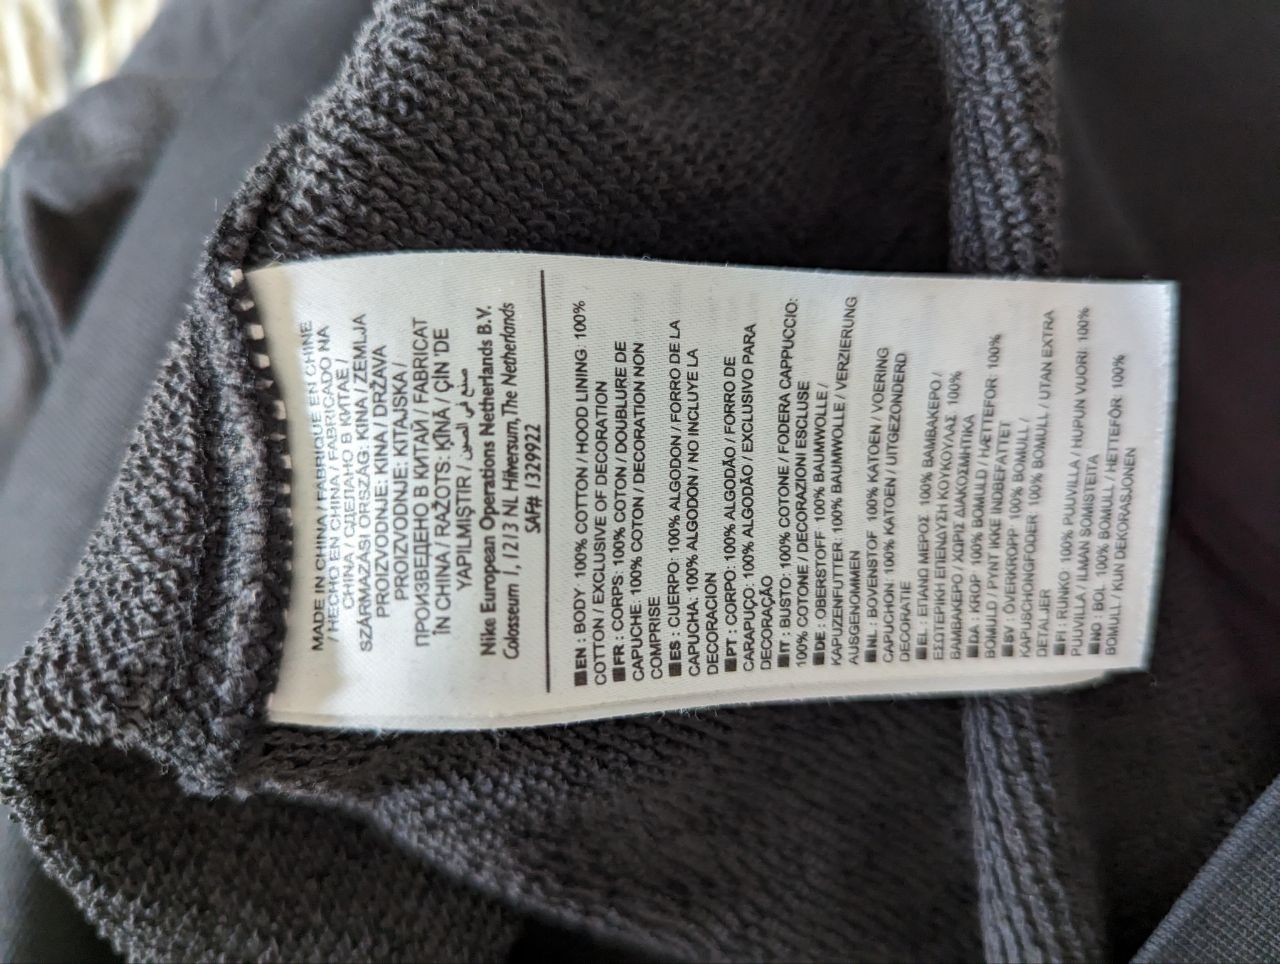 MADE IN CHINA / FABRIQUÉ EN CHINE
/ HECHO EN CHINA / FABRICADO NA
CHINA / СДЕЛАНО В КИТАЕ /
SZÁRMAZÁSI ORSZÁG: KÍNA / ZEMLJA
PROIZVODNJE: KINA / DRŽAVA
PROIZVODNJE: KITAJSKA /
ПРОИЗВЕДЕНО В КИТАЙ / FABRICAT
ÎN CHINA / RAŽOTS: ĶĪNĀ / ÇİN 'DE
YAPILMIŞTIR / صنع في الصين
Nike European Operations Netherlands B.V.
Colosseum 1, 1213 NL Hilversum, The Netherlands
SAF# 1329922
EN : BODY 100% COTTON / HOOD LINING: 100%
COTTON / EXCLUSIVE OF DECORATION
FR : CORPS: 100% COTON / DOUBLURE DE
CAPUCHE: 100% COTON / DECORATION NON
COMPRISE
ES : CUERPO: 100% ALGODON / FORRO DE LA
CAPUCHA: 100% ALGODON / NO INCLUYE LA
DECORACION
PT : CORPO: 100% ALGODÃO / FORRO DE
CARAPUÇO: 100% ALGODÃO / EXCLUSIVO PARA
DECORAÇÃO
IT : BUSTO: 100% COTONE / FODERA CAPPUCCIO:
100% COTONE / DECORAZIONI ESCLUSE
DE : OBERSTOFF 100% BAUMWOLLE /
KAPUZENFUTTER: 100% BAUMWOLLE / VERZIERUNG
AUSGENOMMEN
NL : BOVENSTOF 100% KATOEN / VOERING
CAPUCHON: 100% KATOEN / UITGEZONDERD
DECORATIE
EL : ΕΠΑΝΩ ΜΕΡΟΣ 100% ΒΑΜΒΑΚΕΡΟ /
ΕΣΩΤΕΡΙΚΗ ΕΠΕΝΔΥΣΗ ΚΟΥΚΟΥΛΑΣ 100%
ΒΑΜΒΑΚΕΡΟ / ΧΩΡΙΣ ΔΙΑΚΟΣΜΗΤΙΚΑ
DA : KROP 100% BOMULD / HÆTTEFOR: 100%
BOMULD / PYNT IKKE INDBEFATTET
SV : ÖVERKROPP 100% BOMULL /
KAPUSCHONGFODER 100% BOMULL / UTAN EXTRA
DETALJER
FI : RUNKO 100% PUUVILLA / HUPUN VUORI 100%
PUUVILLA / ILMAN SOMISTEITA
NO : BOL 100% BOMULL / HETTEFÔR 100%
BOMULL / KUN DEKORASJONEN